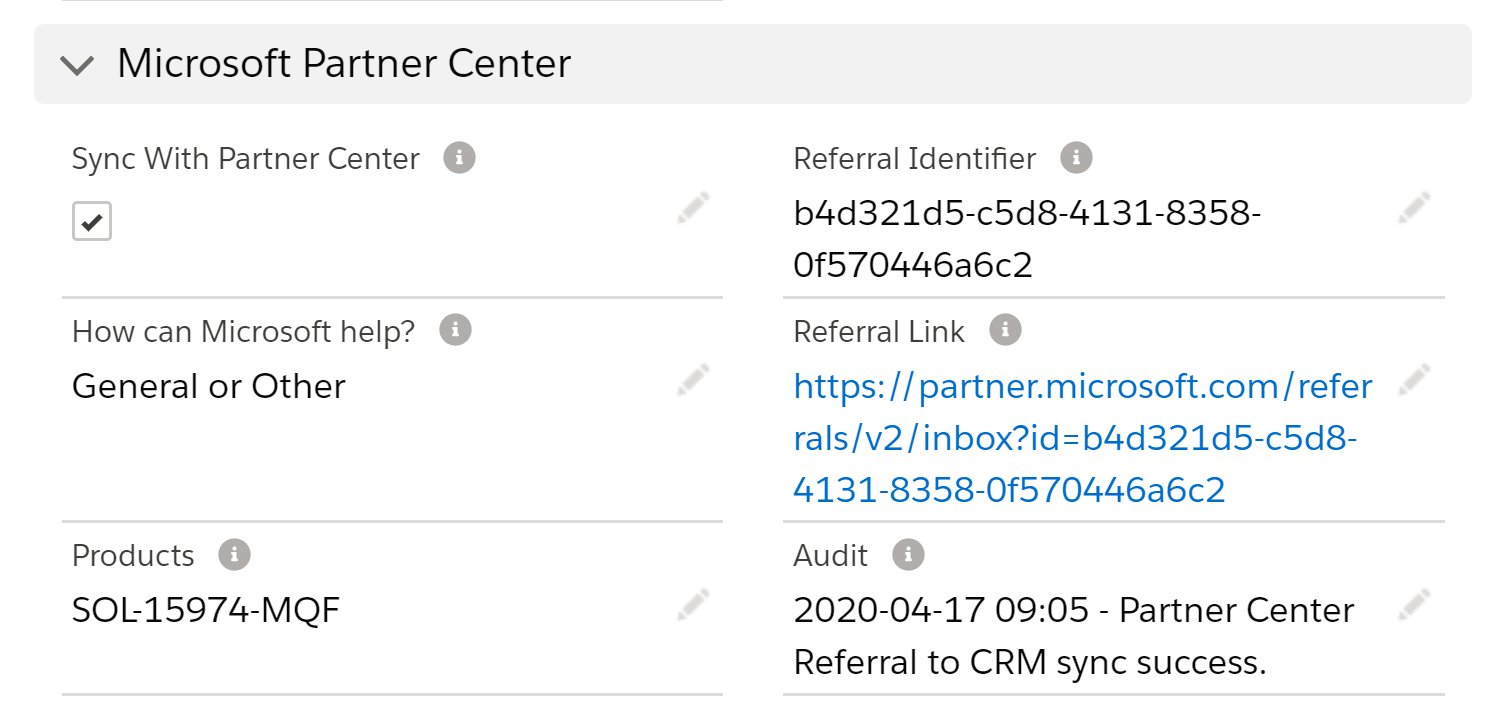 Microsoft Partner Center
Sync With Partner Center
Referral Identifier
b4d321d5-c5d8-4131-8358-
0f570446a6c2
How can Microsoft help?
General or Other
Referral Link
https://partner.microsoft.com/refer
rals/v2/inbox?id=b4d321d5-c5d8-
4131-8358-0f570446a6c2
Products
SOL-15974-MQF
Audit
2020-04-17 09:05 - Partner Center
Referral to CRM sync success.